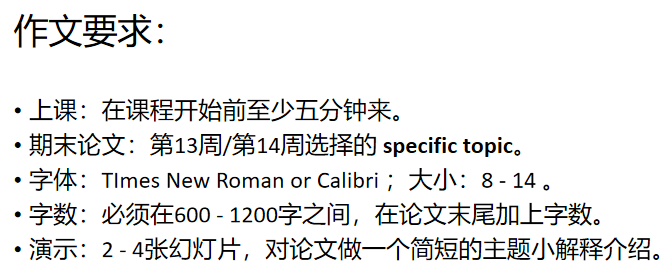 作文要求：
• 上课：在课程开始前至少五分钟来。
• 期末论文：第13周/第14周选择的 specific topic。
• 字体：TImes New Roman or Calibri ；大小：8 - 14 。
• 字数：必须在600 - 1200字之间，在论文末尾加上字数。
• 演示：2 - 4张幻灯片，对论文做一个简短的主题小解释介绍。